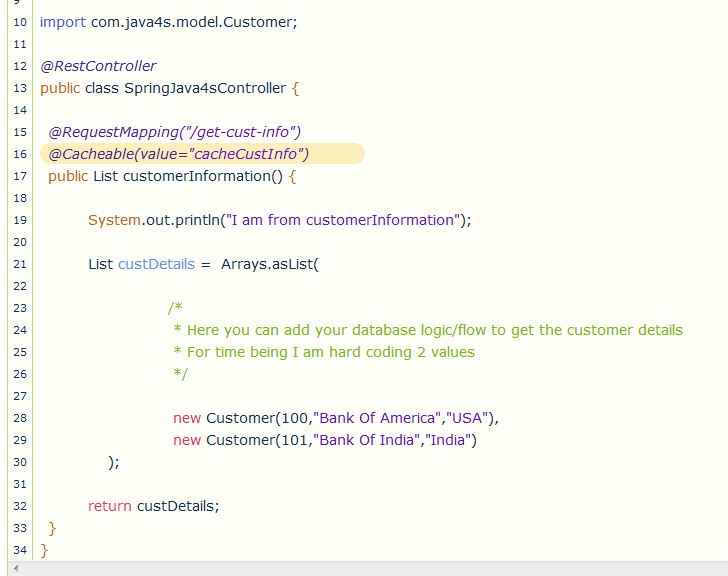 10 import com.java4s.model.Customer;
11
12 @RestController
13 public class SpringJava4sController {
14
15 @RequestMapping("/get-cust-info")
16 @Cacheable(value="cacheCustInfo")
17 public List customerInformation() {
18
19 System.out.println("I am from customerInformation");
20
21 List custDetails = Arrays.asList(
22
23 /*
24 * Here you can add your database logic/flow to get the customer details
25 * For time being I am hard coding 2 values
26 */
27
28 new Customer(100,"Bank Of America","USA"),
29 new Customer(101,"Bank Of India","India")
30 );
31
32 return custDetails;
33 }
34 }